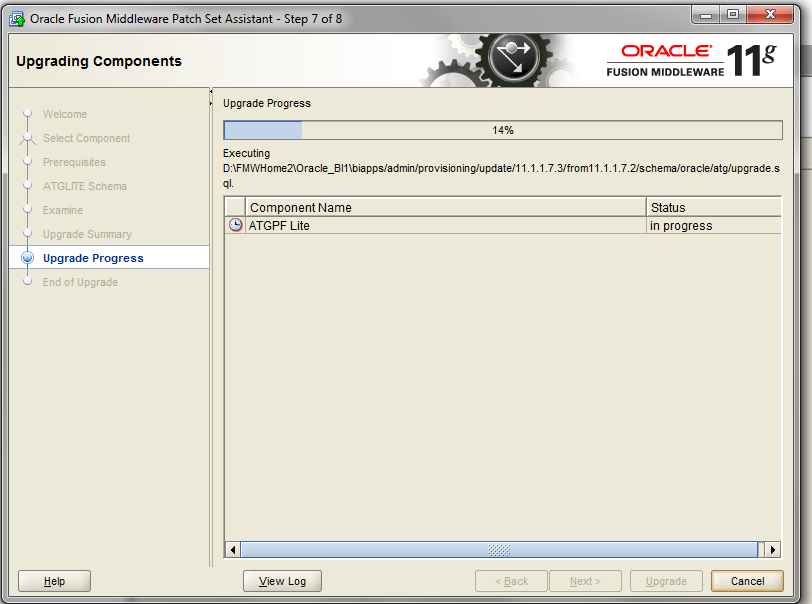 Oracle Fusion Middleware Patch Set Assistant - Step 7 of 8
Upgrading Components
ORACLE
FUSION MIDDLEWARE 11g
Welcome
Select Component
Prerequisites
ATGLITE Schema
Examine
Upgrade Summary
Upgrade Progress
End of Upgrade
Upgrade Progress
14%
Executing
D:\FMWHome2\Oracle_BI1\biapps/admin/provisioning/update/11.1.1.7.3/from11.1.1.7.2/schema/oracle/atg/upgrade.s
ql.
Component Name Status
ATGPF Lite in progress
Help View Log < Back Next > Upgrade Cancel